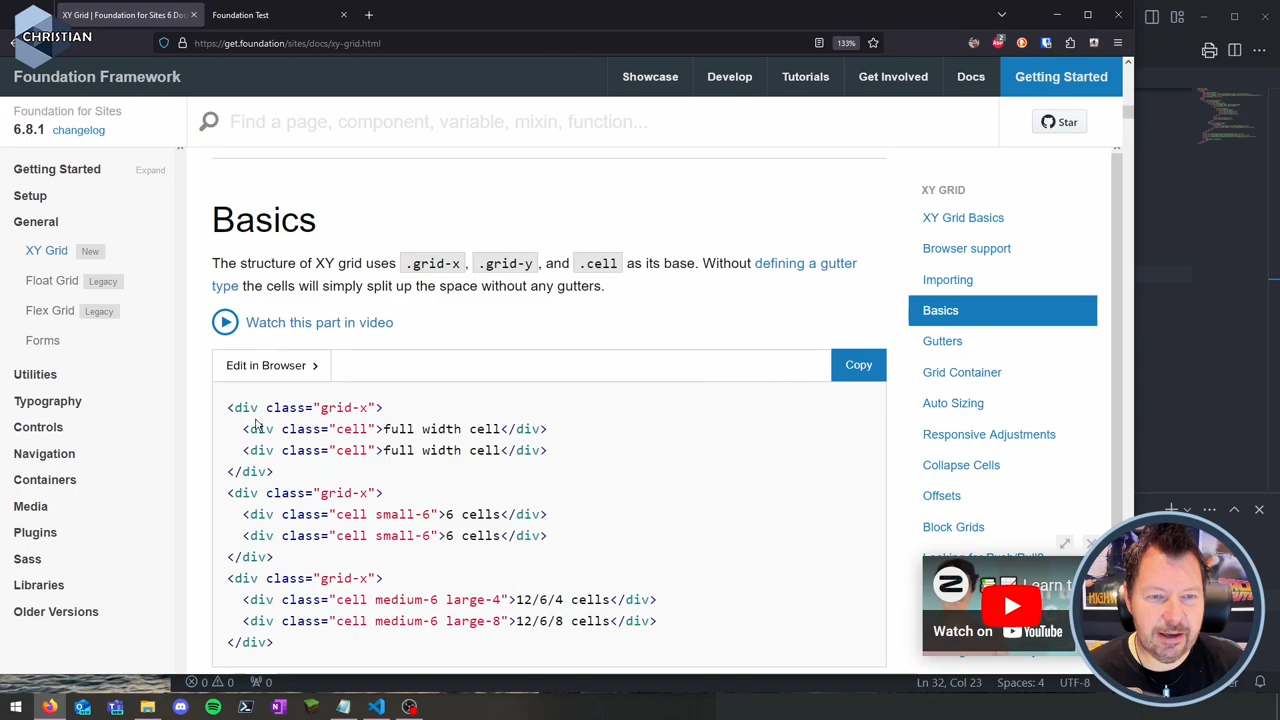 XY Grid | Foundation for Sites 6 Doc
Foundation Test
CHRISTIAN
https://get.foundation/sites/docs/xy-grid.html
133%
Foundation Framework
Showcase
Develop
Tutorials
Get Involved
Docs
Getting Started
Foundation for Sites
6.8.1 changelog
Find a page, component, variable, mixin, function...
Star
Getting Started
Expand
Setup
General
XY Grid New
Float Grid Legacy
Flex Grid Legacy
Forms
Utilities
Typography
Controls
Navigation
Containers
Media
Plugins
Sass
Libraries
Older Versions
Basics
The structure of XY grid uses .grid-x, .grid-y, and .cell as its base. Without defining a gutter
type the cells will simply split up the space without any gutters.
Watch this part in video
Edit in Browser
Copy
<div class="grid-x">
<div class="cell">full width cell</div>
<div class="cell">full width cell</div>
</div>
<div class="grid-x">
<div class="cell small-6">6 cells</div>
<div class="cell small-6">6 cells</div>
</div>
<div class="grid-x">
<div class="cell medium-6 large-4">12/6/4 cells</div>
<div class="cell medium-6 large-8">12/6/8 cells</div>
</div>
XY GRID
XY Grid Basics
Browser support
Importing
Basics
Gutters
Grid Container
Auto Sizing
Responsive Adjustments
Collapse Cells
Offsets
Block Grids
Learn t
Watch on YouTube
0 0 0
Ln 32, Col 23
Spaces: 4
UTF-8